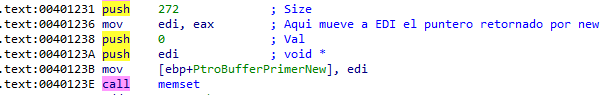 .text:00401231 push 272 ; Size
.text:00401236 mov edi, eax ; Aqui mueve a EDI el puntero retornado por new
.text:00401238 push 0 ; Val
.text:0040123A push edi ; void *
.text:0040123B mov [ebp+PtroBufferPrimerNew], edi
.text:0040123E call memset